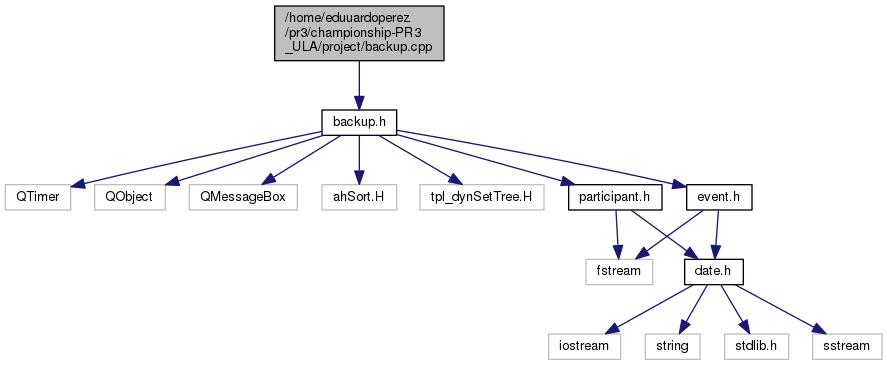 /home/eduuardoperez
/pr3/championship-PR3
_ULA/project/backup.cpp
backup.h
QTimer
QObject
QMessageBox
ahSort.H
tpl_dynSetTree.H
participant.h
event.h
fstream
date.h
iostream
string
stdlib.h
sstream